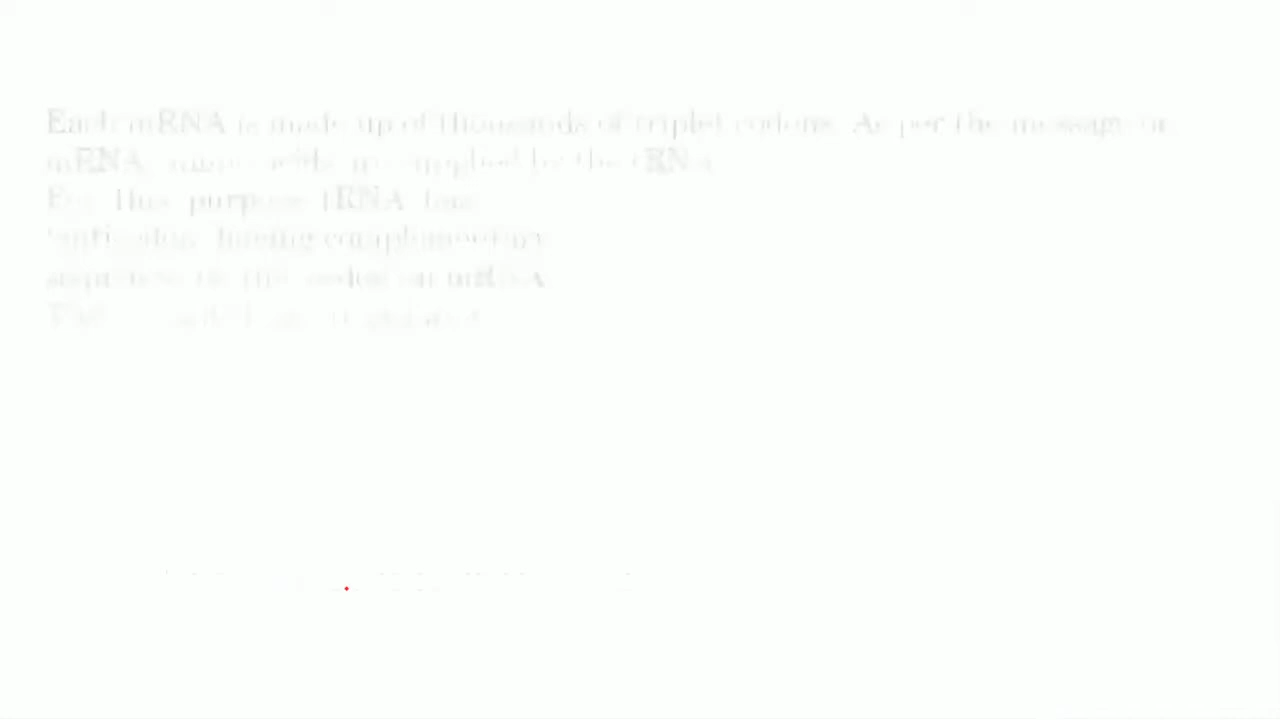 Each mRNA is made up of thousands of triplet codons. As per the message on
mRNA, amino acids are supplied by the tRNA.
For this purpose tRNA has
'anticodon' having complementary
sequence to the codon on mRNA.